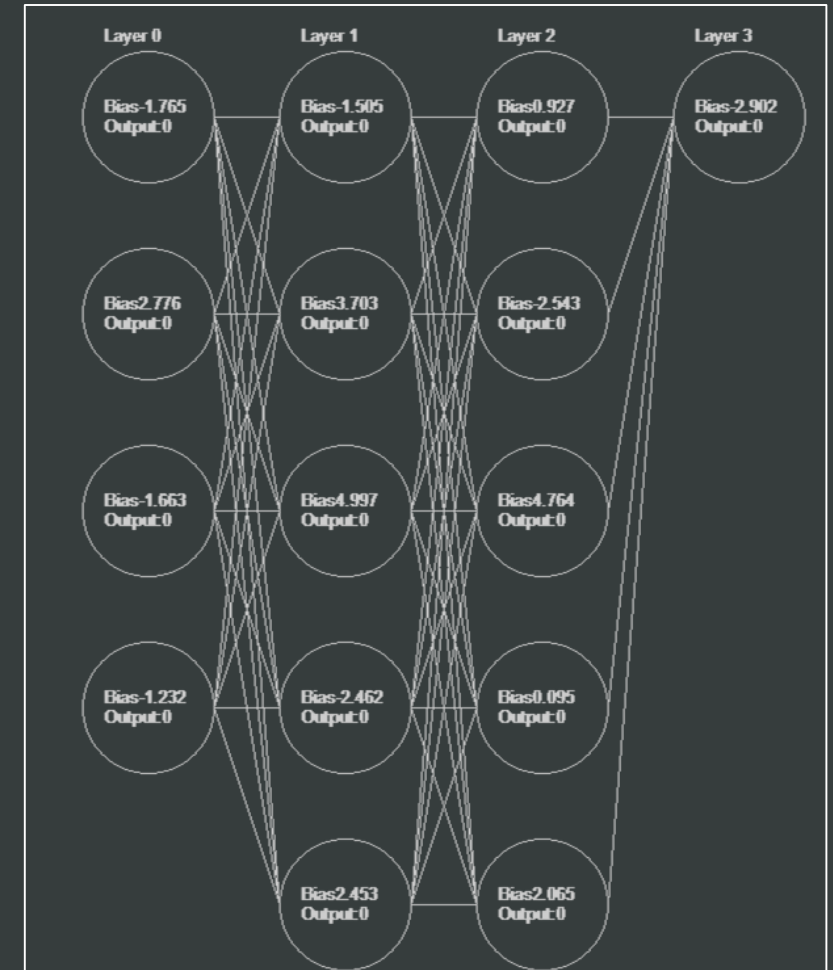 Layer 0 Layer 1 Layer 2 Layer 3
Bias-1.765 Bias-1.505 Bias0.927 Bias-2.902
Output:0 Output:0 Output:0 Output:0
Bias2.776 Bias3.703 Bias-2.543
Output:0 Output:0 Output:0
Bias-1.663 Bias4.997 Bias4.764
Output:0 Output:0 Output:0
Bias-1.232 Bias-2.462 Bias0.095
Output:0 Output:0 Output:0
Bias2.453 Bias2.065
Output:0 Output:0